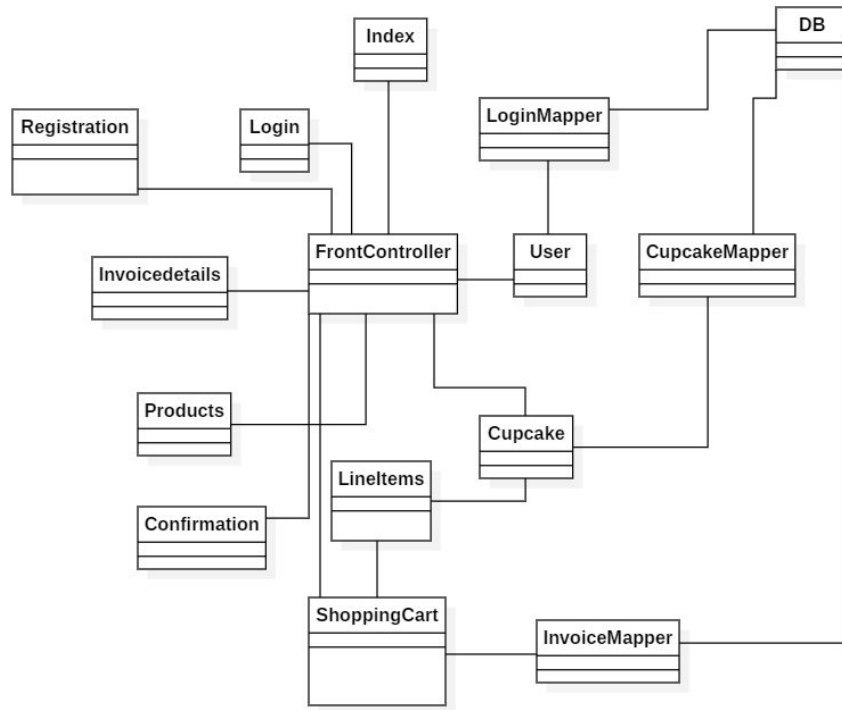 Index
DB
Registration
Login
LoginMapper
FrontController
User
CupcakeMapper
Invoicedetails
Products
Cupcake
LineItems
Confirmation
ShoppingCart
InvoiceMapper